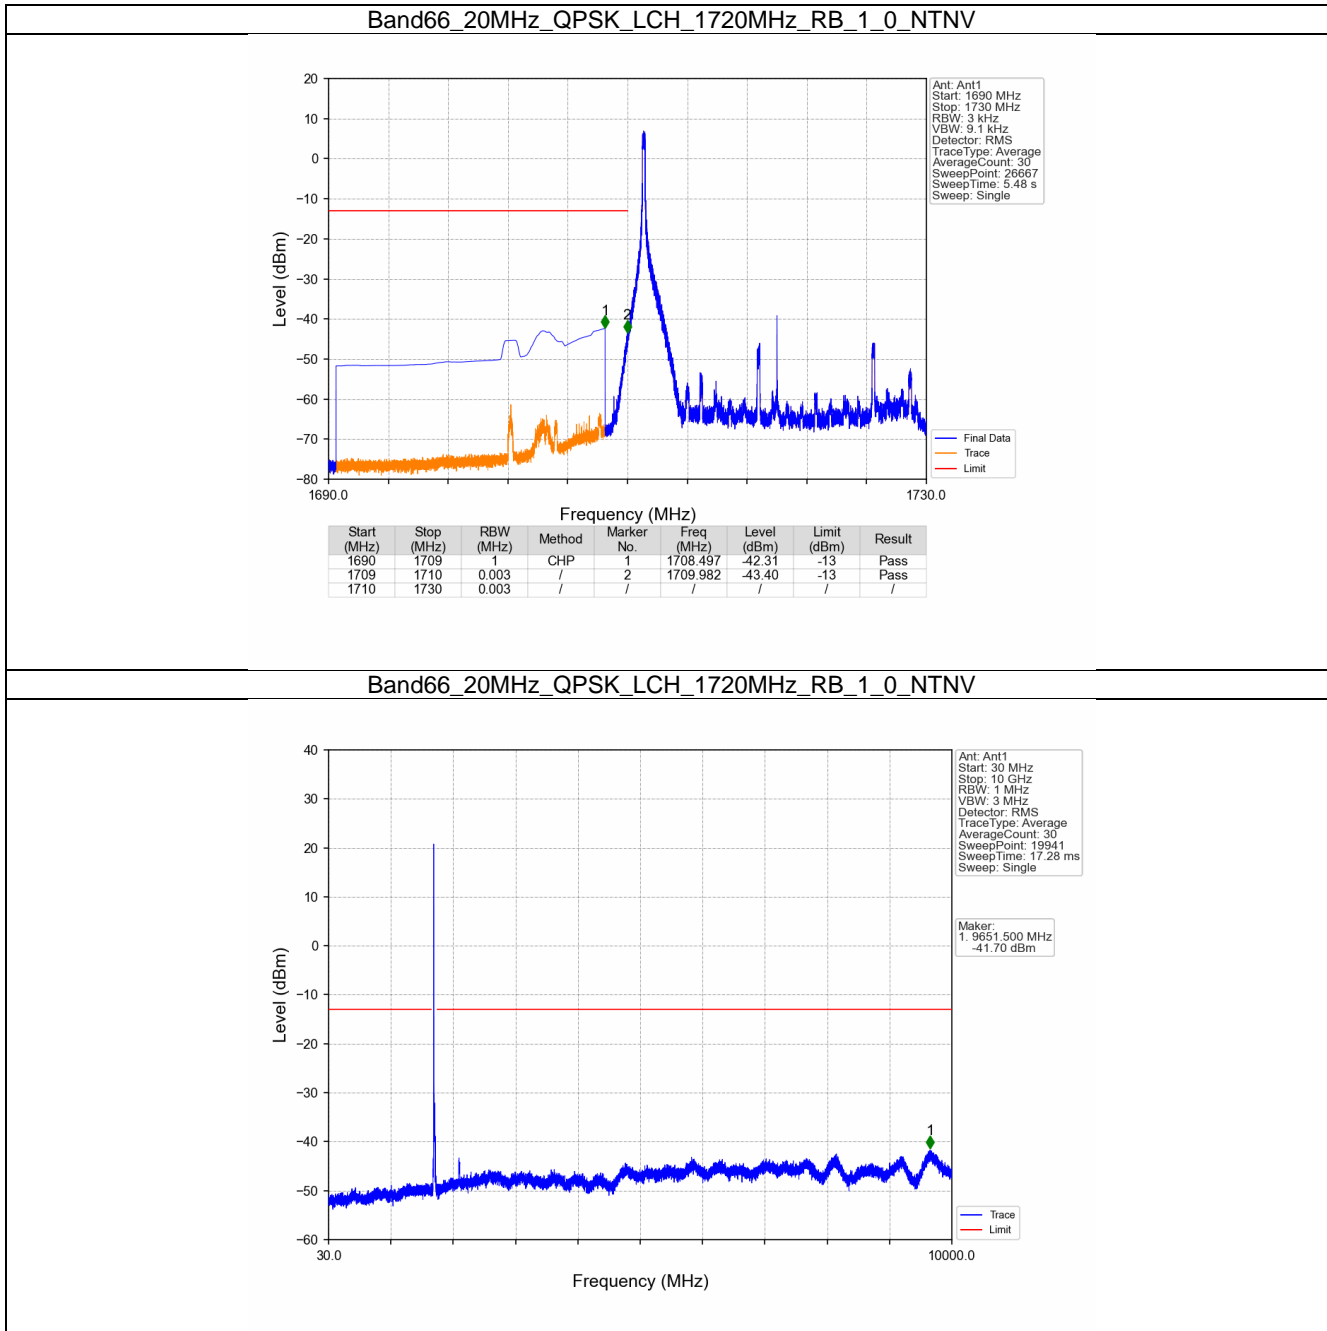 Band66_20MHz_QPSK_LCH_1720MHz_RB_1_0_NTNV
20
10
0
−10
−20
−30
−40
−50
−60
−70
−80
Level (dBm)
1
2
1690.0
1730.0
Frequency (MHz)
Ant: Ant1
Start: 1690 MHz
Stop: 1730 MHz
RBW: 3 kHz
VBW: 9.1 kHz
Detector: RMS
TraceType: Average
AverageCount: 30
SweepPoint: 26667
SweepTime: 5.48 s
Sweep: Single
Final Data
Trace
Limit
Start (MHz) Stop (MHz) RBW (MHz) Method Marker No. Freq (MHz) Level (dBm) Limit (dBm) Result
1690 1709 1 CHP 1 1708.497 -42.31 -13 Pass
1709 1710 0.003 / 2 1709.982 -43.40 -13 Pass
1710 1730 0.003 / / / / / /
Band66_20MHz_QPSK_LCH_1720MHz_RB_1_0_NTNV
40
30
20
10
0
−10
−20
−30
−40
−50
−60
Level (dBm)
1
30.0
10000.0
Frequency (MHz)
Ant: Ant1
Start: 30 MHz
Stop: 10 GHz
RBW: 1 MHz
VBW: 3 MHz
Detector: RMS
TraceType: Average
AverageCount: 30
SweepPoint: 19941
SweepTime: 17.28 ms
Sweep: Single
Maker:
1. 9651.500 MHz
-41.70 dBm
Trace
Limit